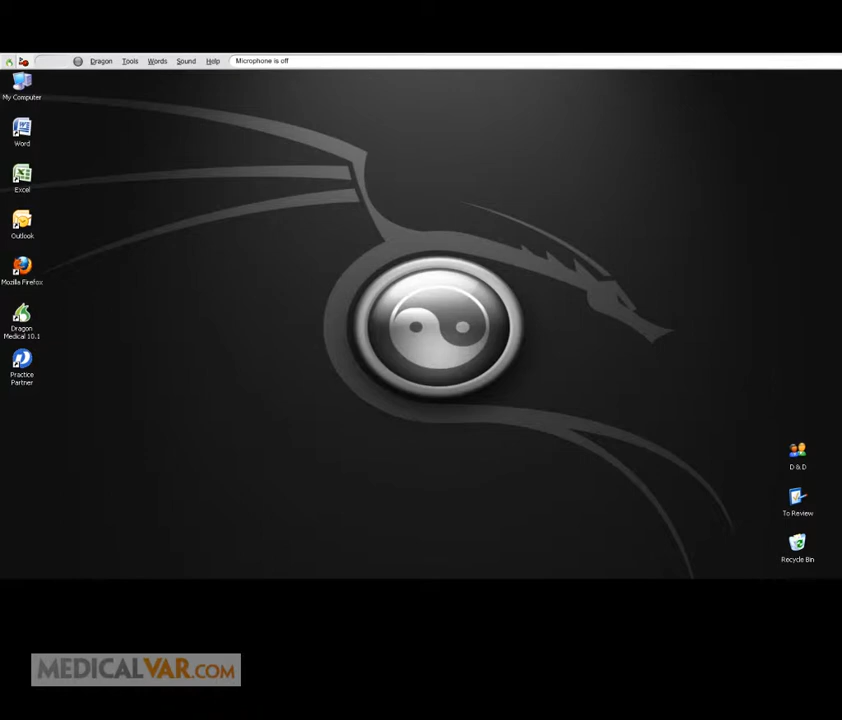 Dragon Tools Words Sound Help Microphone is off
My Computer
Word
Excel
Outlook
Mozilla Firefox
Dragon
Medical 10.1
Practice
Partner
D & D
To Review
Recycle Bin
MEDICALVAR.COM